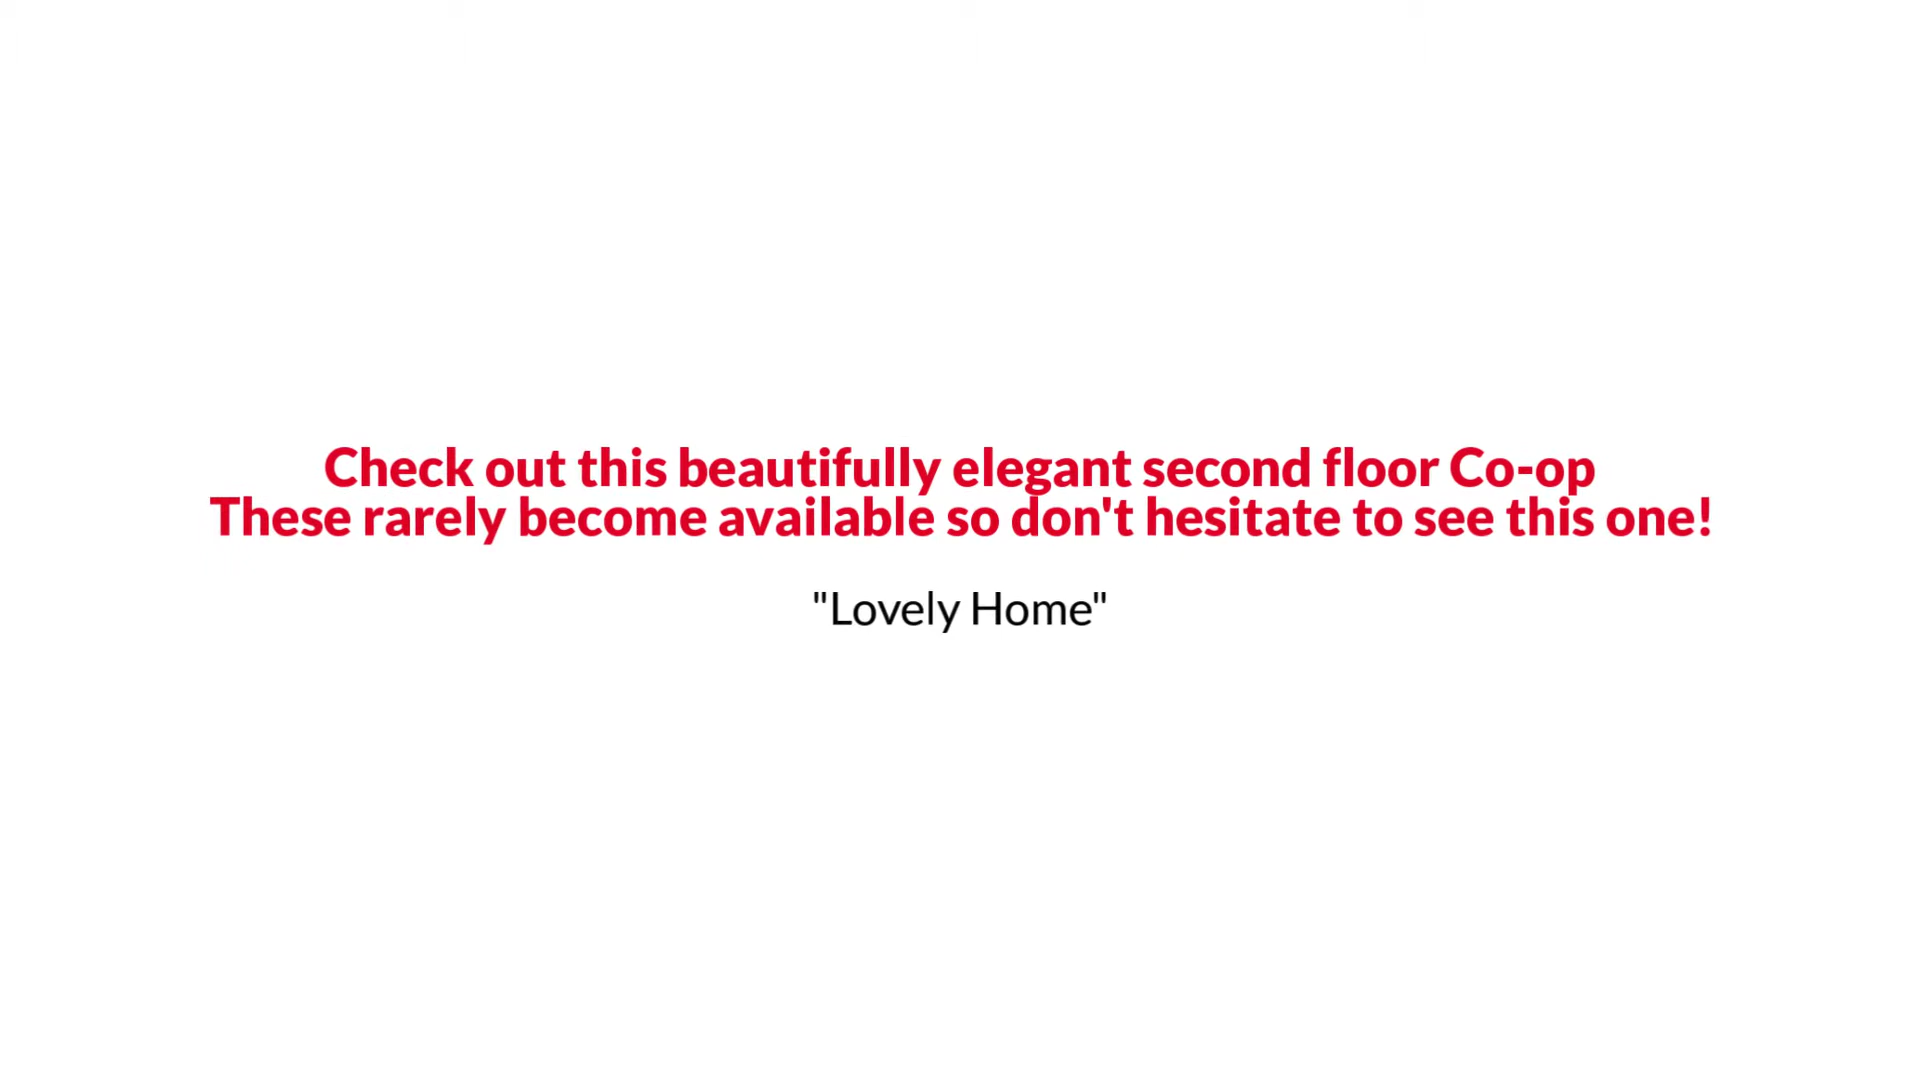 Check out this beautifully elegant second floor Co-op
These rarely become available so don't hesitate to see this one!
"Lovely Home"